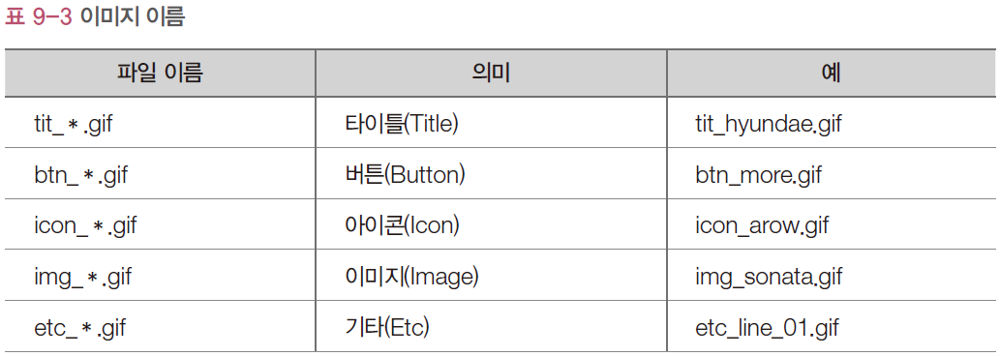 표 9-3 이미지 이름
파일 이름 의미 예
tit_*.gif 타이틀(Title) tit_hyundae.gif
btn_*.gif 버튼(Button) btn_more.gif
icon_*.gif 아이콘(Icon) icon_arow.gif
img_*.gif 이미지(Image) img_sonata.gif
etc_*.gif 기타(Etc) etc_line_01.gif